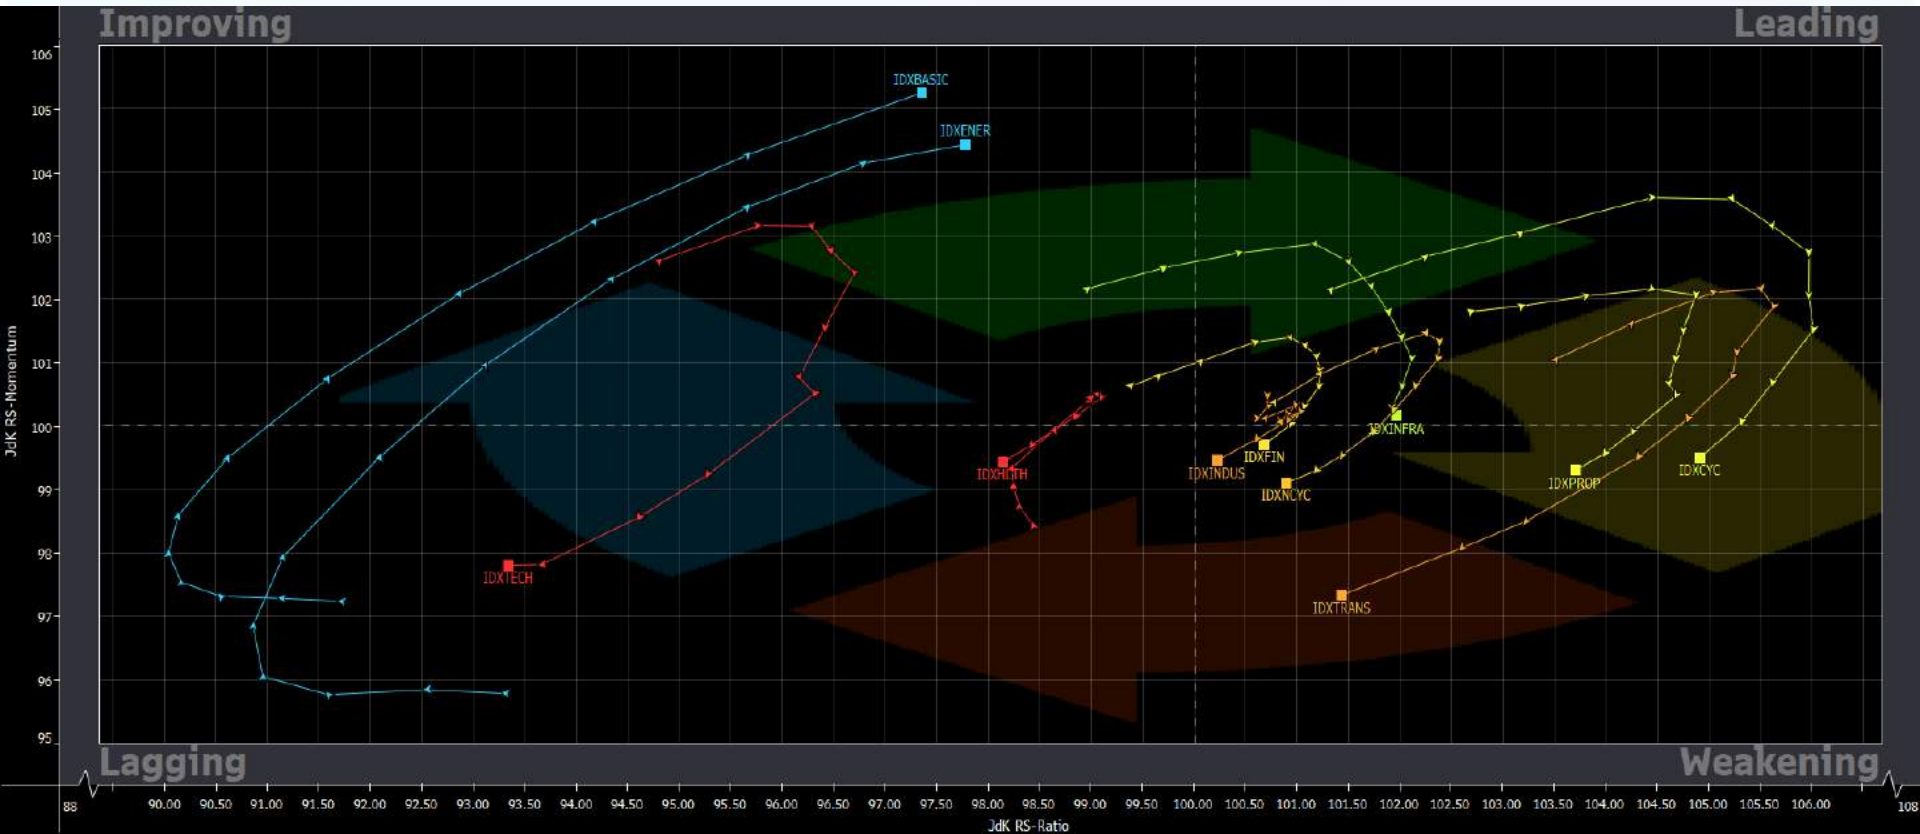 Improving
Leading
106
105
104
103
102
101
100
99
98
97
96
95
JdK RS-Momentum
IDXBASIC
IDXENER
IDXINFRA
IDXHLTH
IDXINDUS
IDXFIN
IDXNCYC
IDXPROP
IDXCYC
IDXTECH
IDXTRANS
Lagging
Weakening
88
90.00 90.50 91.00 91.50 92.00 92.50 93.00 93.50 94.00 94.50 95.00 95.50 96.00 96.50 97.00 97.50 98.00 98.50 99.00 99.50 100.00 100.50 101.00 101.50 102.00 102.50 103.00 103.50 104.00 104.50 105.00 105.50 106.00
108
JdK RS-Ratio